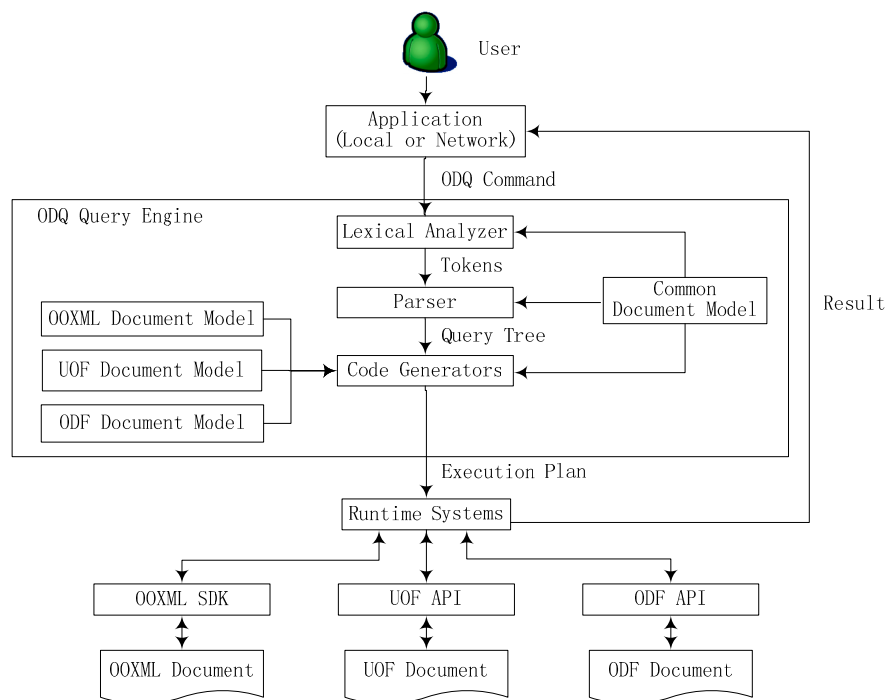 User
Application
(Local or Network)
ODQ Command
ODQ Query Engine
Lexical Analyzer
Tokens
Common
Document Model
Parser
Result
OOXML Document Model
Query Tree
UOF Document Model
Code Generators
ODF Document Model
Execution Plan
Runtime Systems
OOXML SDK
UOF API
ODF API
OOXML Document
UOF Document
ODF Document